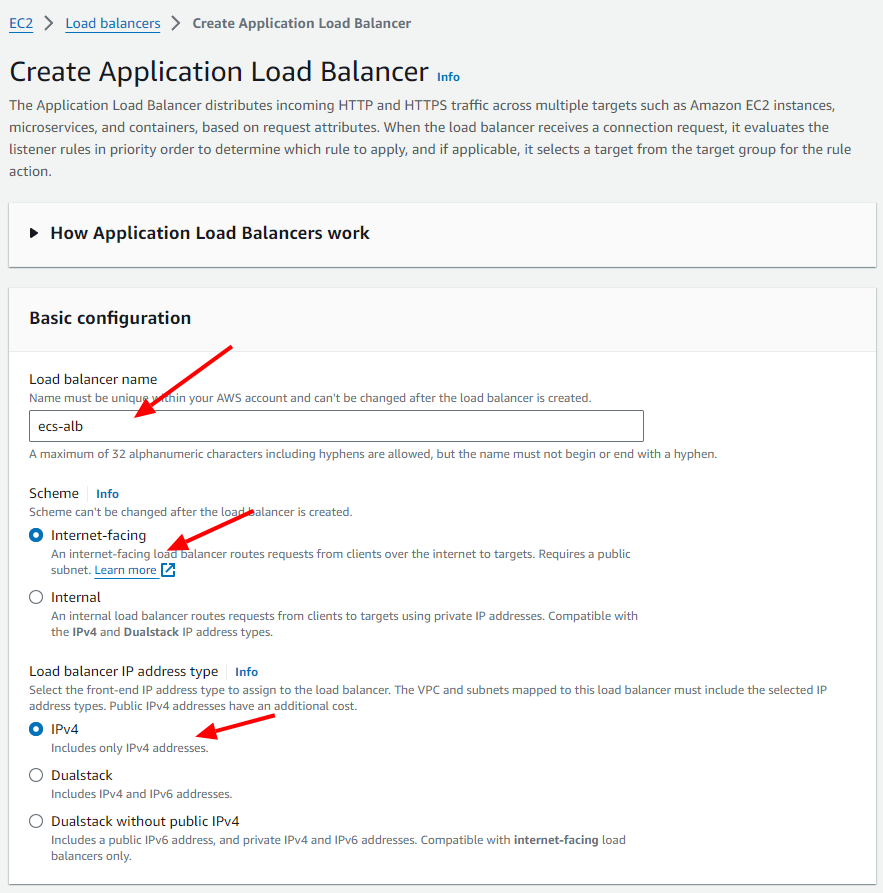 EC2 > Load balancers > Create Application Load Balancer
Create Application Load Balancer Info
The Application Load Balancer distributes incoming HTTP and HTTPS traffic across multiple targets such as Amazon EC2 instances,
microservices, and containers, based on request attributes. When the load balancer receives a connection request, it evaluates the
listener rules in priority order to determine which rule to apply, and if applicable, it selects a target from the target group for the rule
action.
How Application Load Balancers work
Basic configuration
Load balancer name
Name must be unique within your AWS account and can't be changed after the load balancer is created.
ecs-alb
A maximum of 32 alphanumeric characters including hyphens are allowed, but the name must not begin or end with a hyphen.
Scheme Info
Scheme can't be changed after the load balancer is created.
Internet-facing
An internet-facing load balancer routes requests from clients over the internet to targets. Requires a public
subnet. Learn more
Internal
An internal load balancer routes requests from clients to targets using private IP addresses. Compatible with
the IPv4 and Dualstack IP address types.
Load balancer IP address type Info
Select the front-end IP address type to assign to the load balancer. The VPC and subnets mapped to this load balancer must include the selected IP
address types. Public IPv4 addresses have an additional cost.
IPv4
Includes only IPv4 addresses.
Dualstack
Includes IPv4 and IPv6 addresses.
Dualstack without public IPv4
Includes a public IPv6 address, and private IPv4 and IPv6 addresses. Compatible with internet-facing load
balancers only.